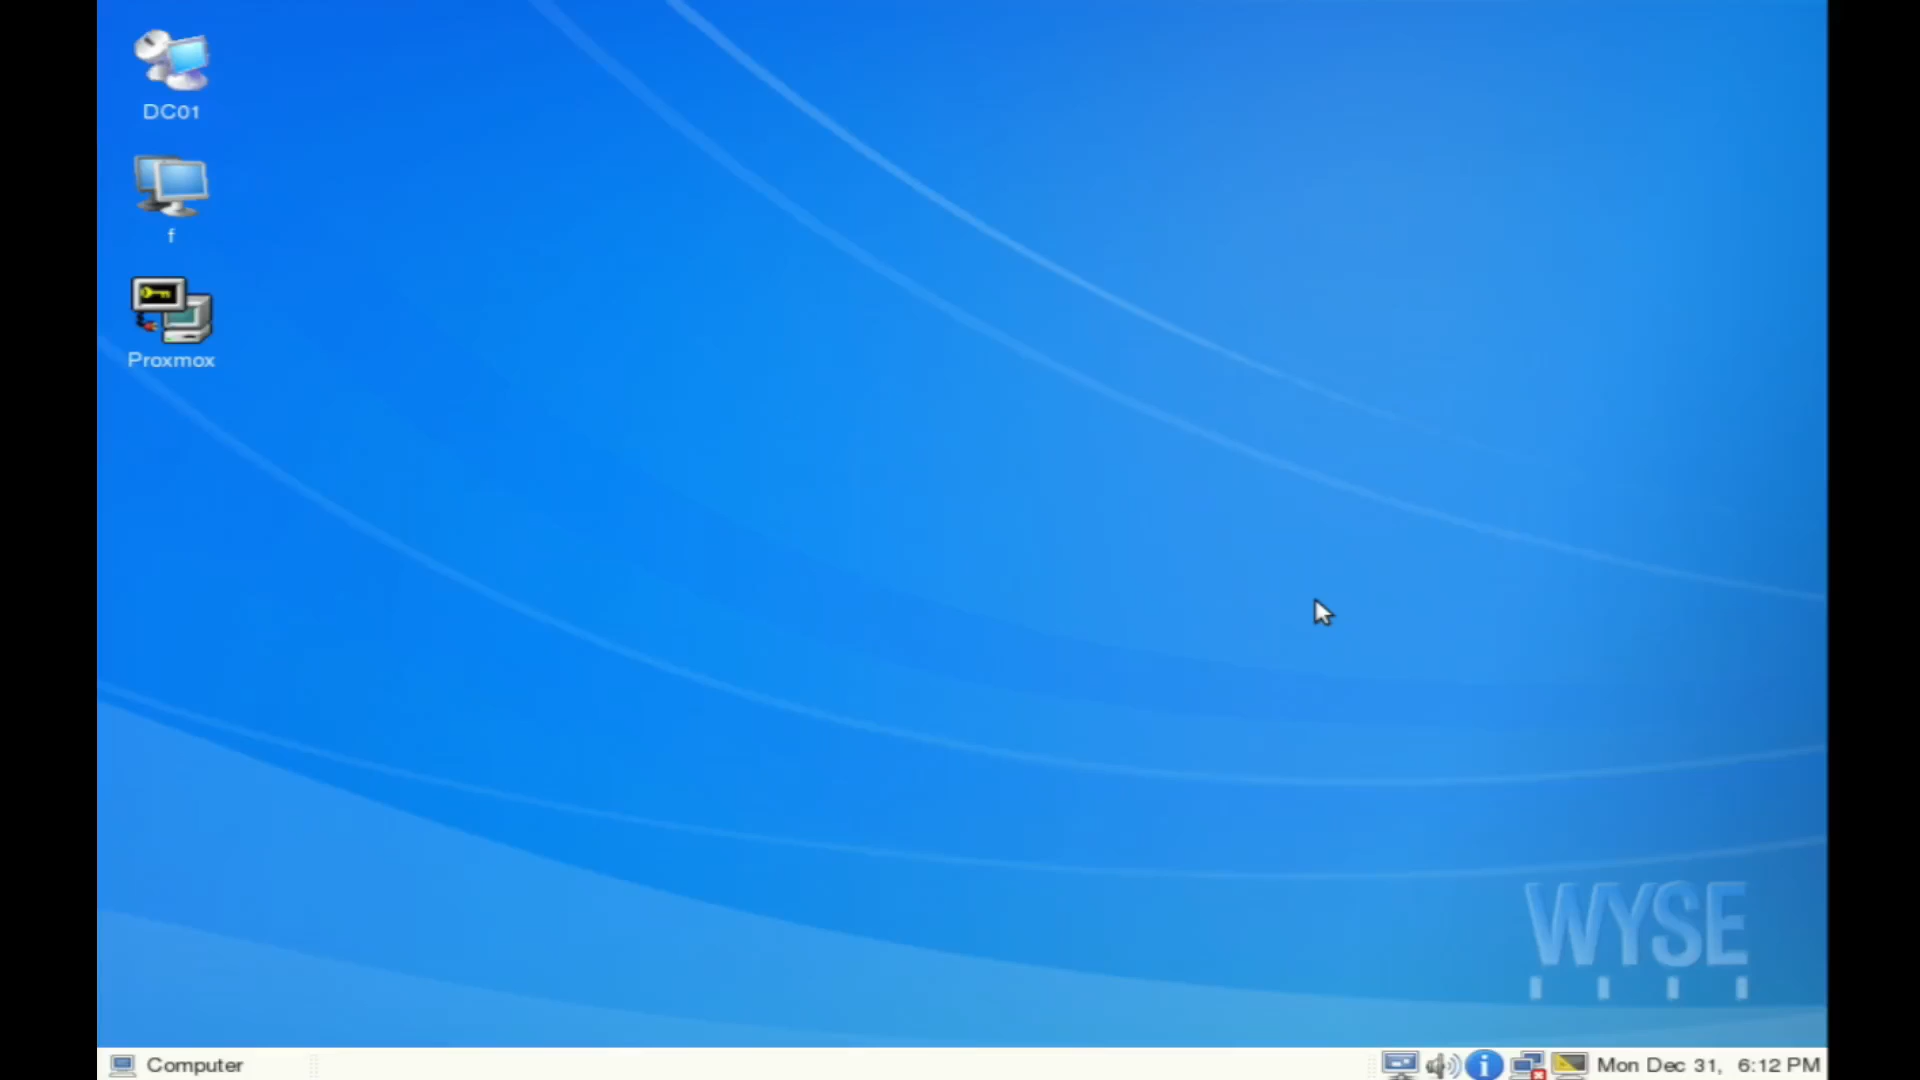 DC01
f
Proxmox
WYSE
Computer
Mon Dec 31, 6:12 PM